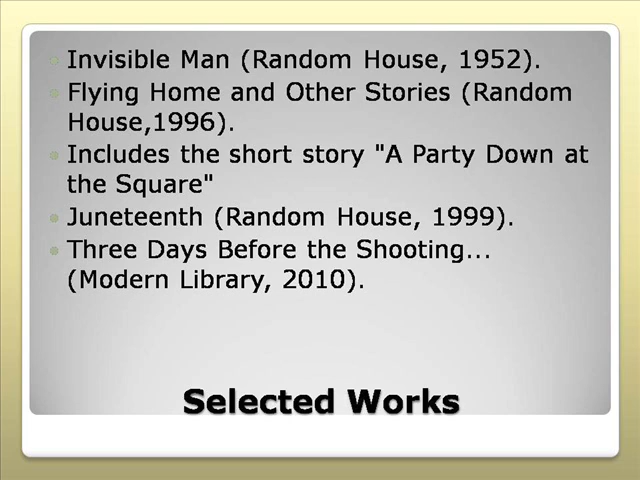 Invisible Man (Random House, 1952).
Flying Home and Other Stories (Random
House,1996).
Includes the short story "A Party Down at
the Square"
Juneteenth (Random House, 1999).
Three Days Before the Shooting...
(Modern Library, 2010).
Selected Works